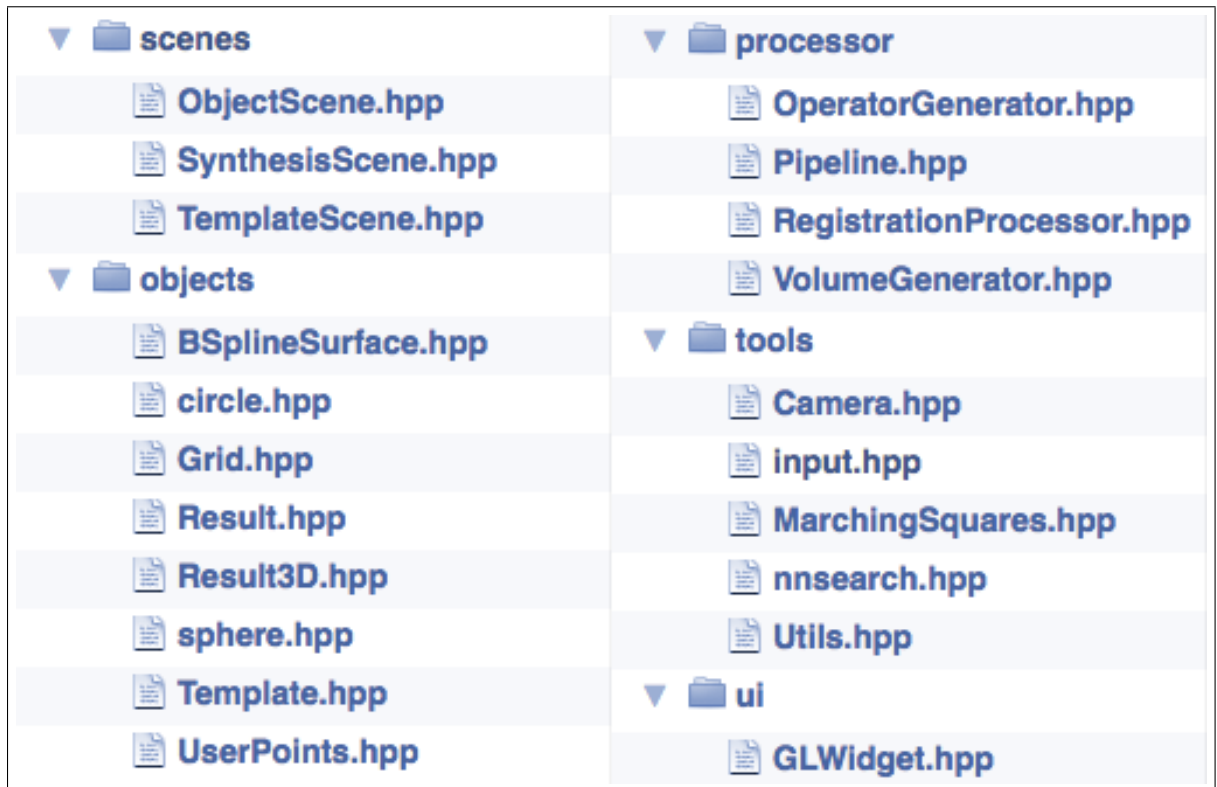 scenes
ObjectScene.hpp
SynthesisScene.hpp
TemplateScene.hpp
objects
BSplineSurface.hpp
circle.hpp
Grid.hpp
Result.hpp
Result3D.hpp
sphere.hpp
Template.hpp
UserPoints.hpp
processor
OperatorGenerator.hpp
Pipeline.hpp
RegistrationProcessor.hpp
VolumeGenerator.hpp
tools
Camera.hpp
input.hpp
MarchingSquares.hpp
nnsearch.hpp
Utils.hpp
ui
GLWidget.hpp